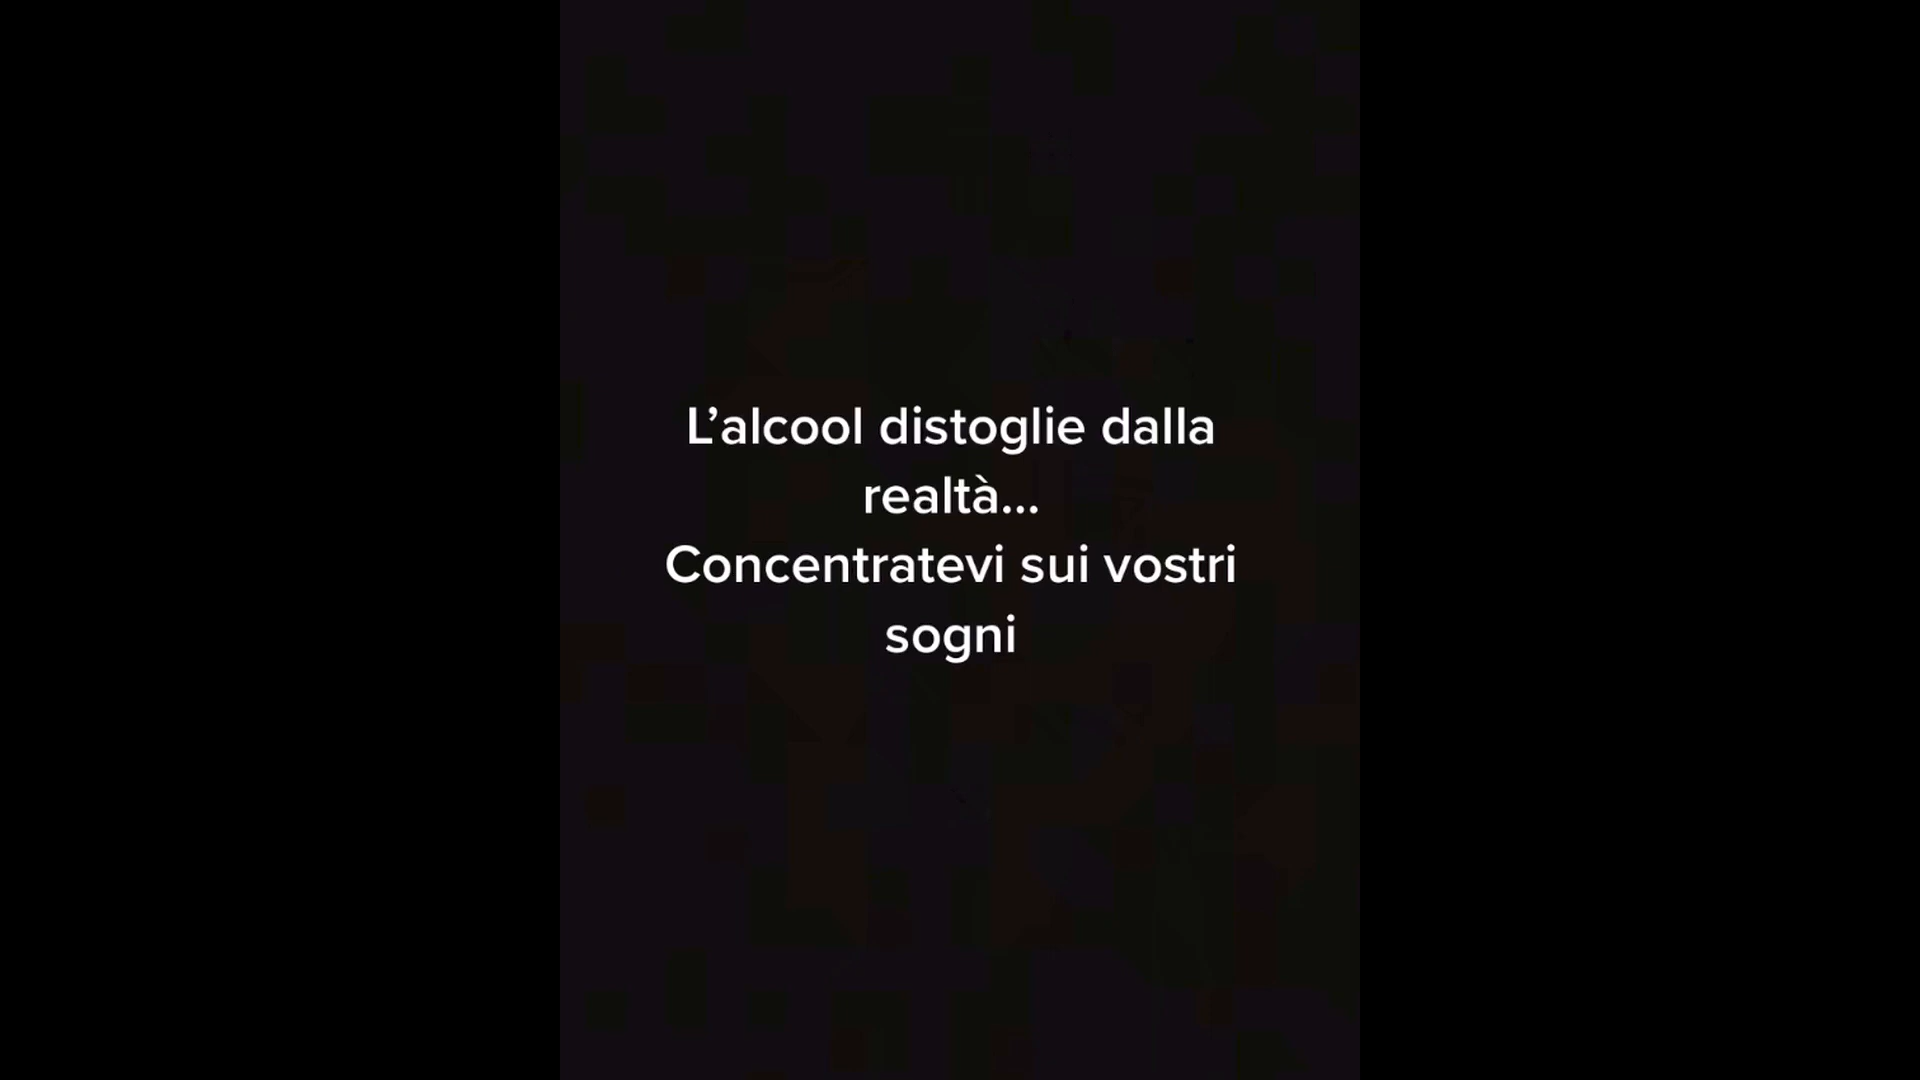 L’alcool distoglie dalla
realtà...
Concentratevi sui vostri
sogni